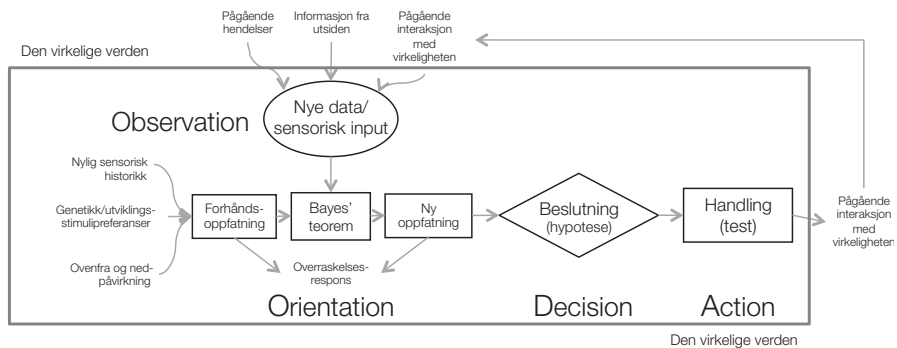 Pågående
hendelser
Informasjon fra
utsiden
Pågående
interaksjon
med
virkeligheten
Den virkelige verden
Observation
Nye data/
sensorisk input
Nylig sensorisk
historikk
Genetikk/utviklings-
stimulipreferanser
Ovenfra og ned-
påvirkning
Forhånds-
oppfatning
Bayes’
teorem
Ny
oppfatning
Overraskelses-
respons
Beslutning
(hypotese)
Handling
(test)
Pågående
interaksjon
med
virkeligheten
Orientation
Decision
Action
Den virkelige verden